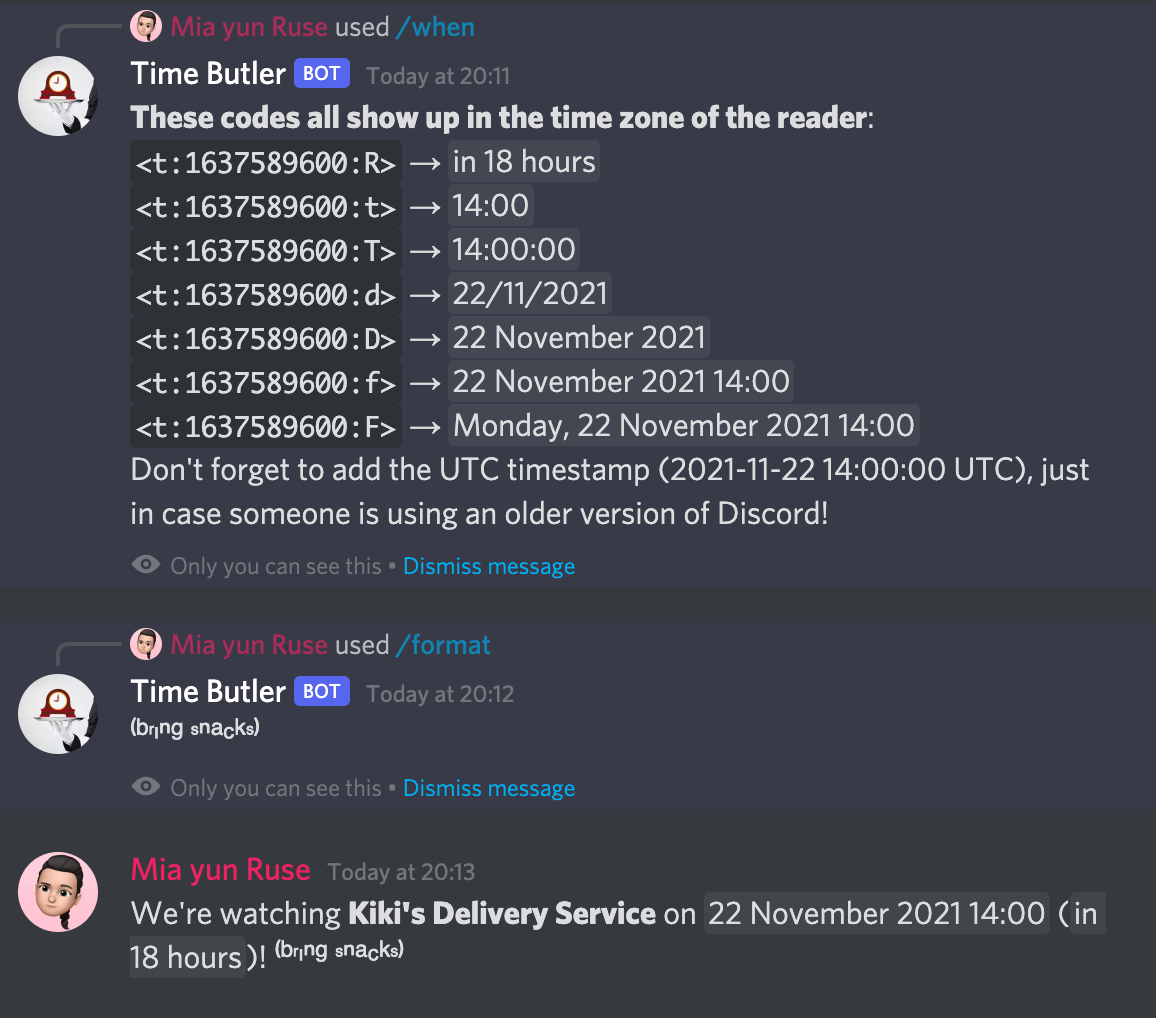 Mia yun Ruse used /when
Time Butler BOT Today at 20:11
These codes all show up in the time zone of the reader:
<t:1637589600:R> → in 18 hours
<t:1637589600:t> → 14:00
<t:1637589600:T> → 14:00:00
<t:1637589600:d> → 22/11/2021
<t:1637589600:D> → 22 November 2021
<t:1637589600:f> → 22 November 2021 14:00
<t:1637589600:F> → Monday, 22 November 2021 14:00
Don't forget to add the UTC timestamp (2021-11-22 14:00:00 UTC), just
in case someone is using an older version of Discord!
Only you can see this • Dismiss message
Mia yun Ruse used /format
Time Butler BOT Today at 20:12
(bring snacks)
Only you can see this • Dismiss message
Mia yun Ruse Today at 20:13
We're watching Kiki's Delivery Service on 22 November 2021 14:00 (in
18 hours)! (bring snacks)